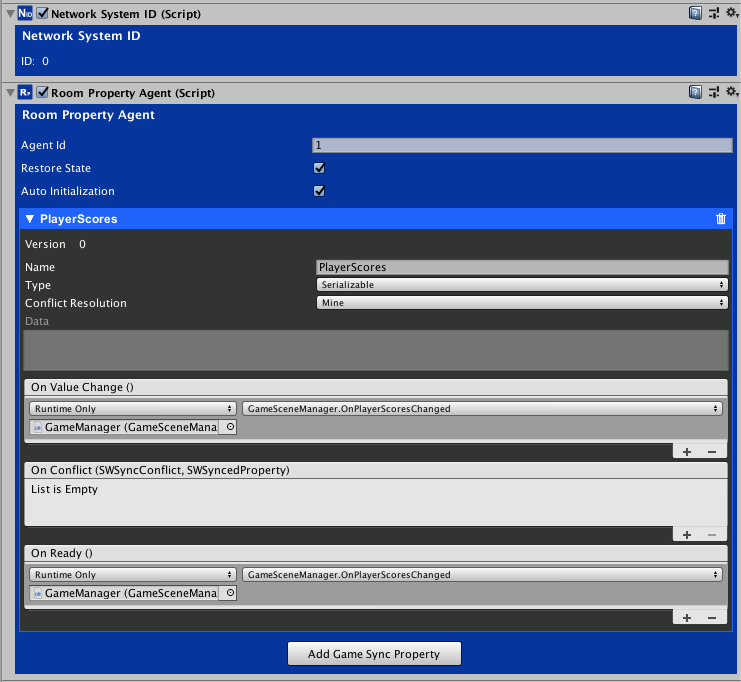 Network System ID (Script)
Network System ID
ID: 0
Room Property Agent (Script)
Room Property Agent
Agent Id 1
Restore State
Auto Initialization
PlayerScores
Version 0
Name PlayerScores
Type Serializable
Conflict Resolution Mine
Data
On Value Change ()
Runtime Only GameSceneManager.OnPlayerScoresChanged
GameManager (GameSceneMana
+ −
On Conflict (SWSyncConflict, SWSyncedProperty)
List is Empty
+ −
On Ready ()
Runtime Only GameSceneManager.OnPlayerScoresChanged
GameManager (GameSceneMana
+ −
Add Game Sync Property